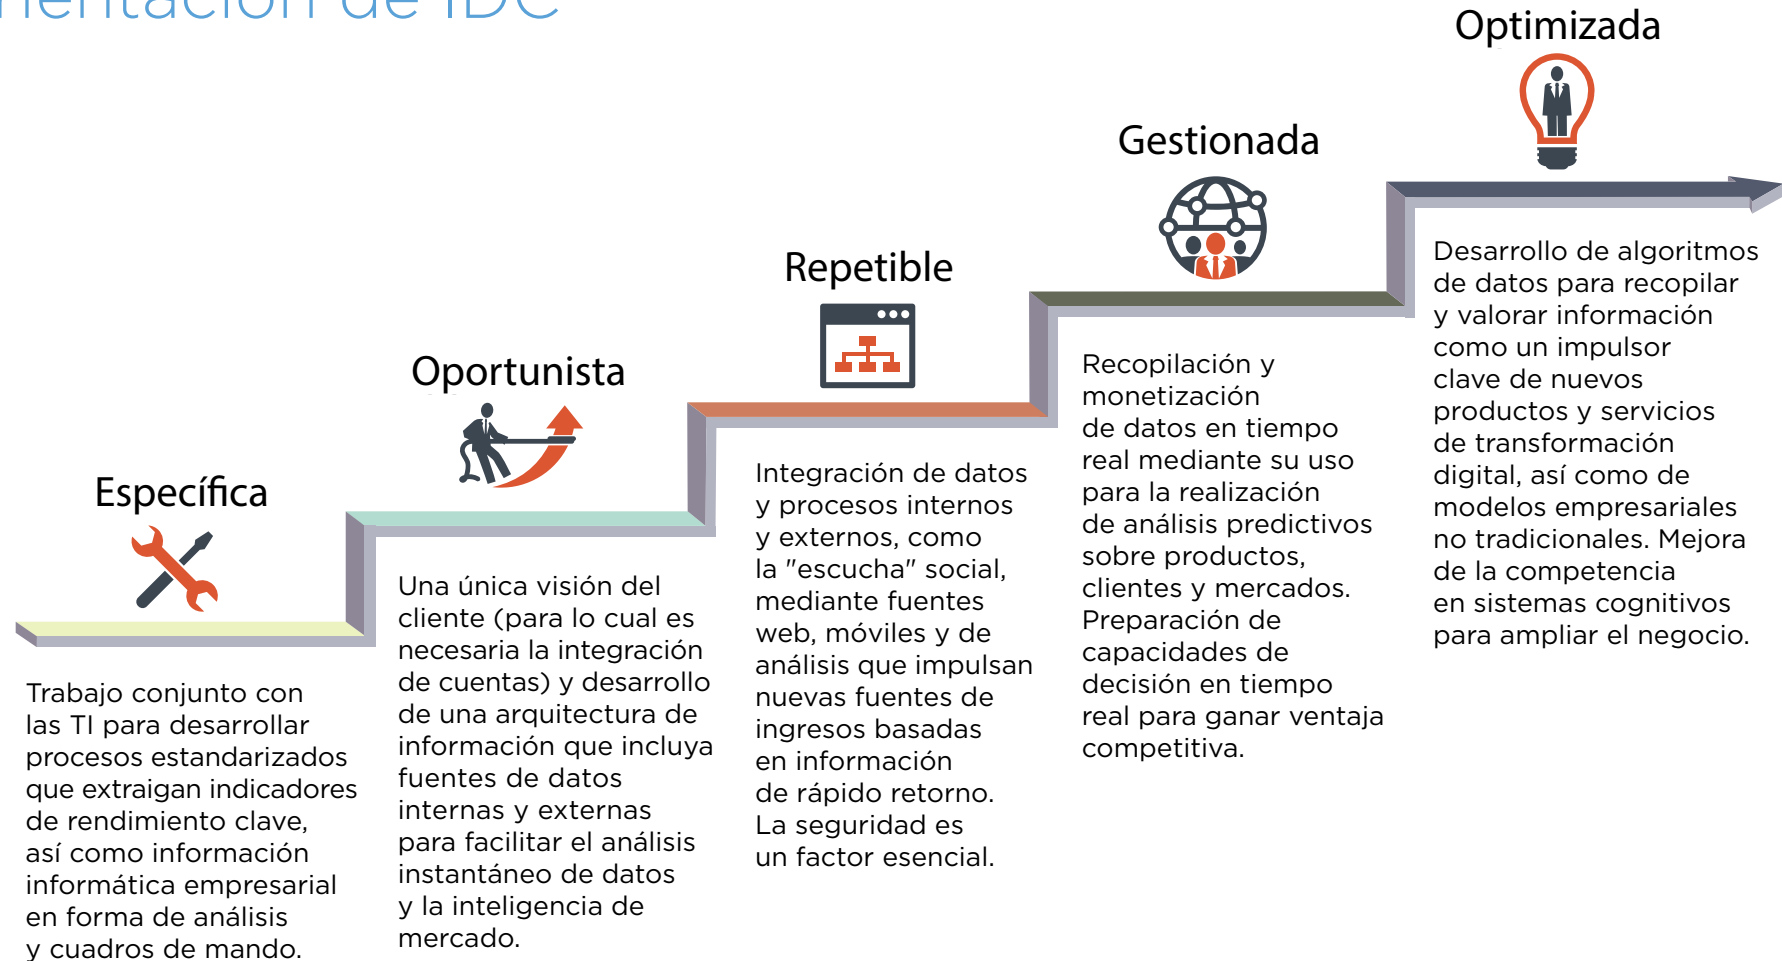 de IDC
Específica
Trabajo conjunto con
las TI para desarrollar
procesos estandarizados
que extraigan indicadores
de rendimiento clave,
así como información
informática empresarial
en forma de análisis
y cuadros de mando.
Oportunista
Una única visión del
cliente (para lo cual es
necesaria la integración
de cuentas) y desarrollo
de una arquitectura de
información que incluya
fuentes de datos
internas y externas
para facilitar el análisis
instantáneo de datos
y la inteligencia de
mercado.
Repetible
Integración de datos
y procesos internos
y externos, como
la "escucha" social,
mediante fuentes
web, móviles y de
análisis que impulsan
nuevas fuentes de
ingresos basadas
en información
de rápido retorno.
La seguridad es
un factor esencial.
Gestionada
Recopilación y
monetización
de datos en tiempo
real mediante su uso
para la realización
de análisis predictivos
sobre productos,
clientes y mercados.
Preparación de
capacidades de
decisión en tiempo
real para ganar ventaja
competitiva.
Optimizada
Desarrollo de algoritmos
de datos para recopilar
y valorar información
como un impulsor
clave de nuevos
productos y servicios
de transformación
digital, así como de
modelos empresariales
no tradicionales. Mejora
de la competencia
en sistemas cognitivos
para ampliar el negocio.